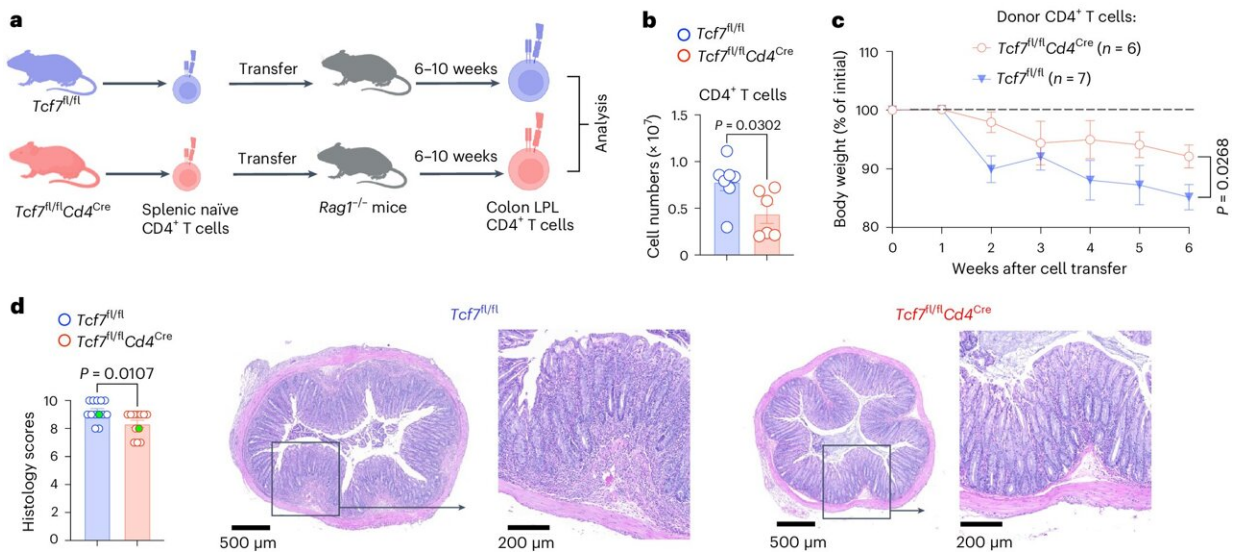 a
Tcf7fl/fl
Transfer
6–10 weeks
Transfer
6–10 weeks
Analysis
Tcf7fl/flCd4Cre
Splenic naïve
CD4+ T cells
Rag1–/– mice
Colon LPL
CD4+ T cells
b
Tcf7fl/fl
Tcf7fl/flCd4Cre
CD4+ T cells
P = 0.0302
Cell numbers (× 10⁷)
1.5
1.0
0.5
0
c
Donor CD4+ T cells:
Tcf7fl/flCd4Cre (n = 6)
Tcf7fl/fl (n = 7)
Body weight (% of initial)
110
100
90
80
0 1 2 3 4 5 6
Weeks after cell transfer
P = 0.0268
d
Tcf7fl/fl
Tcf7fl/flCd4Cre
P = 0.0107
Histology scores
10
8
6
4
2
0
Tcf7fl/fl
500 µm
200 µm
Tcf7fl/flCd4Cre
500 µm
200 µm